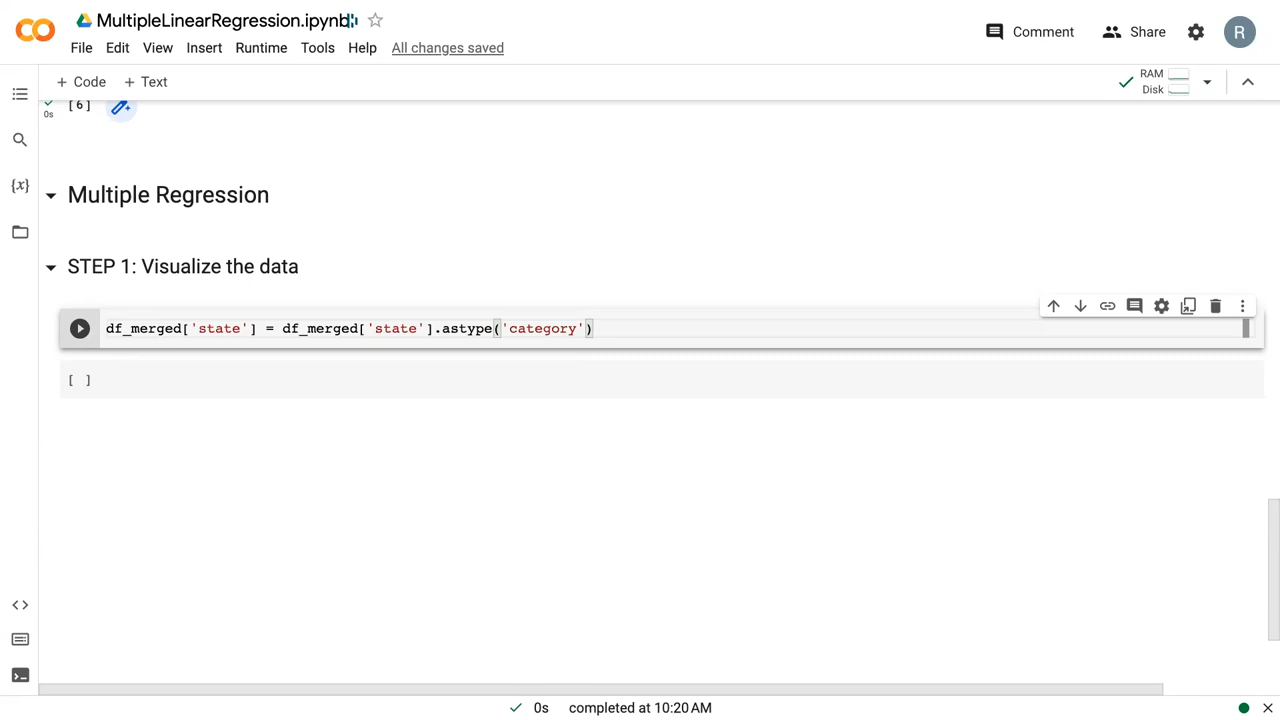 MultipleLinearRegression.ipynb
File Edit View Insert Runtime Tools Help All changes saved
Comment Share R
+ Code + Text
RAM
Disk
[6]
0s
{x}
Multiple Regression
STEP 1: Visualize the data
df_merged['state'] = df_merged['state'].astype('category')
[ ]
0s completed at 10:20 AM